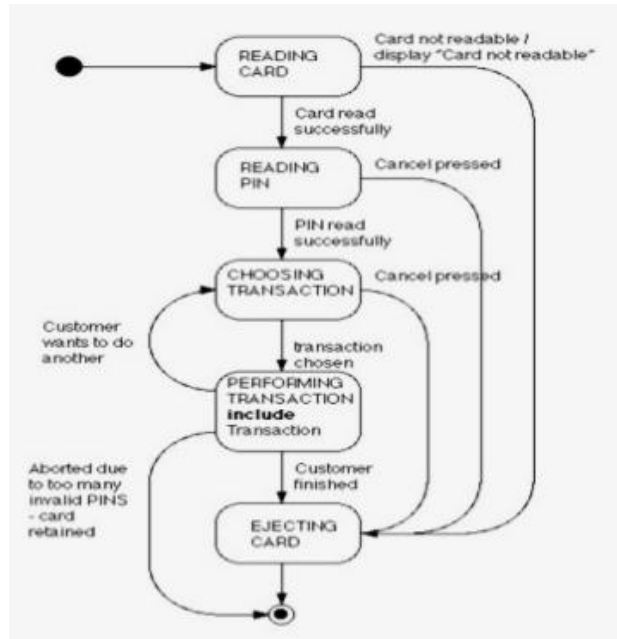 Card not readable /
display "Card not readable"
READING
CARD
Card read
successfully
READING
PIN
Cancel pressed
PIN read
successfully
CHOOSING
TRANSACTION
Cancel pressed
Customer
wants to do
another
transaction
chosen
PERFORMING
TRANSACTION
include
Transaction
Aborted due
to too many
invalid PINS
- card
retained
Customer
finished
EJECTING
CARD